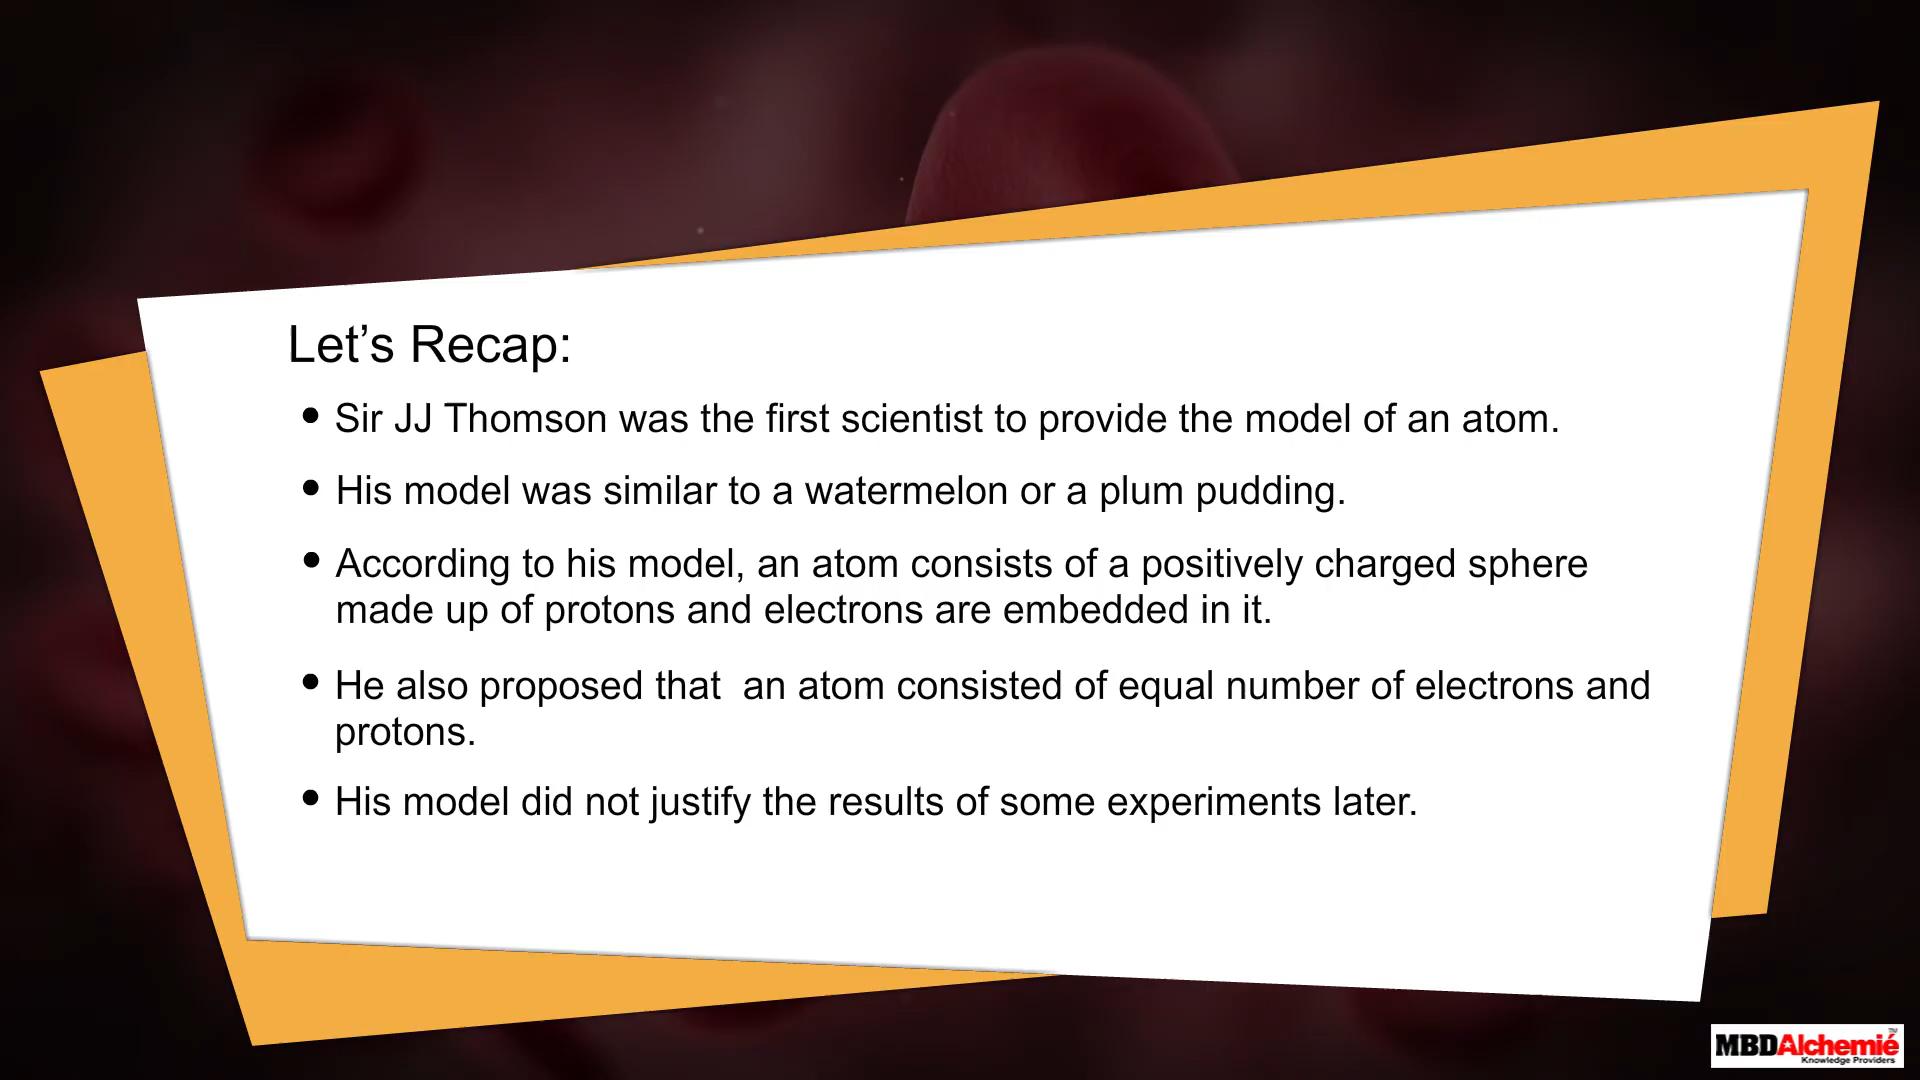 Let’s Recap:
• Sir JJ Thomson was the first scientist to provide the model of an atom.
• His model was similar to a watermelon or a plum pudding.
• According to his model, an atom consists of a positively charged sphere
made up of protons and electrons are embedded in it.
• He also proposed that  an atom consisted of equal number of electrons and
protons.
• His model did not justify the results of some experiments later.
MBDAlchemié™
Knowledge Providers